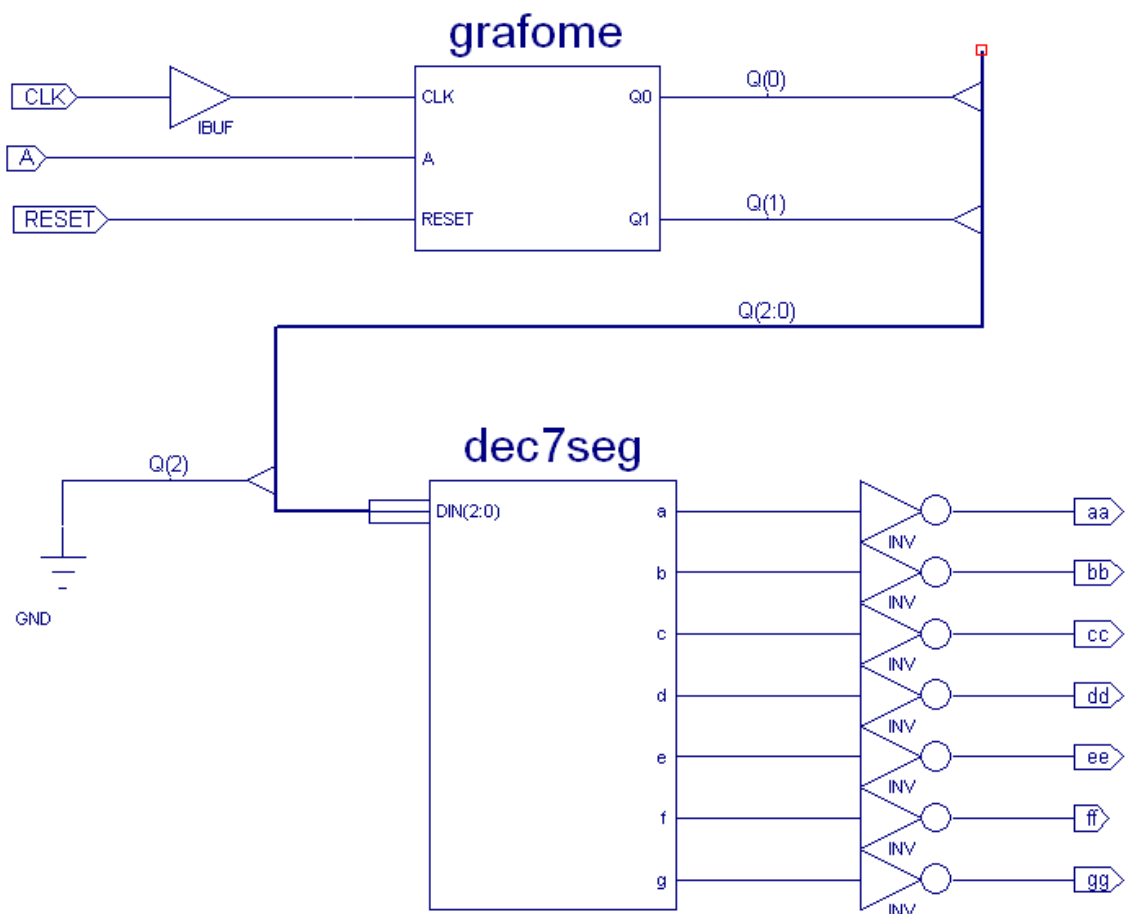 grafome
CLK
IBUF
CLK
Q0
Q(0)
A
A
RESET
RESET
Q1
Q(1)
Q(2:0)
dec7seg
Q(2)
GND
DIN(2:0)
a
INV
aa
b
INV
bb
c
INV
cc
d
INV
dd
e
INV
ee
f
INV
ff
g
INV
gg